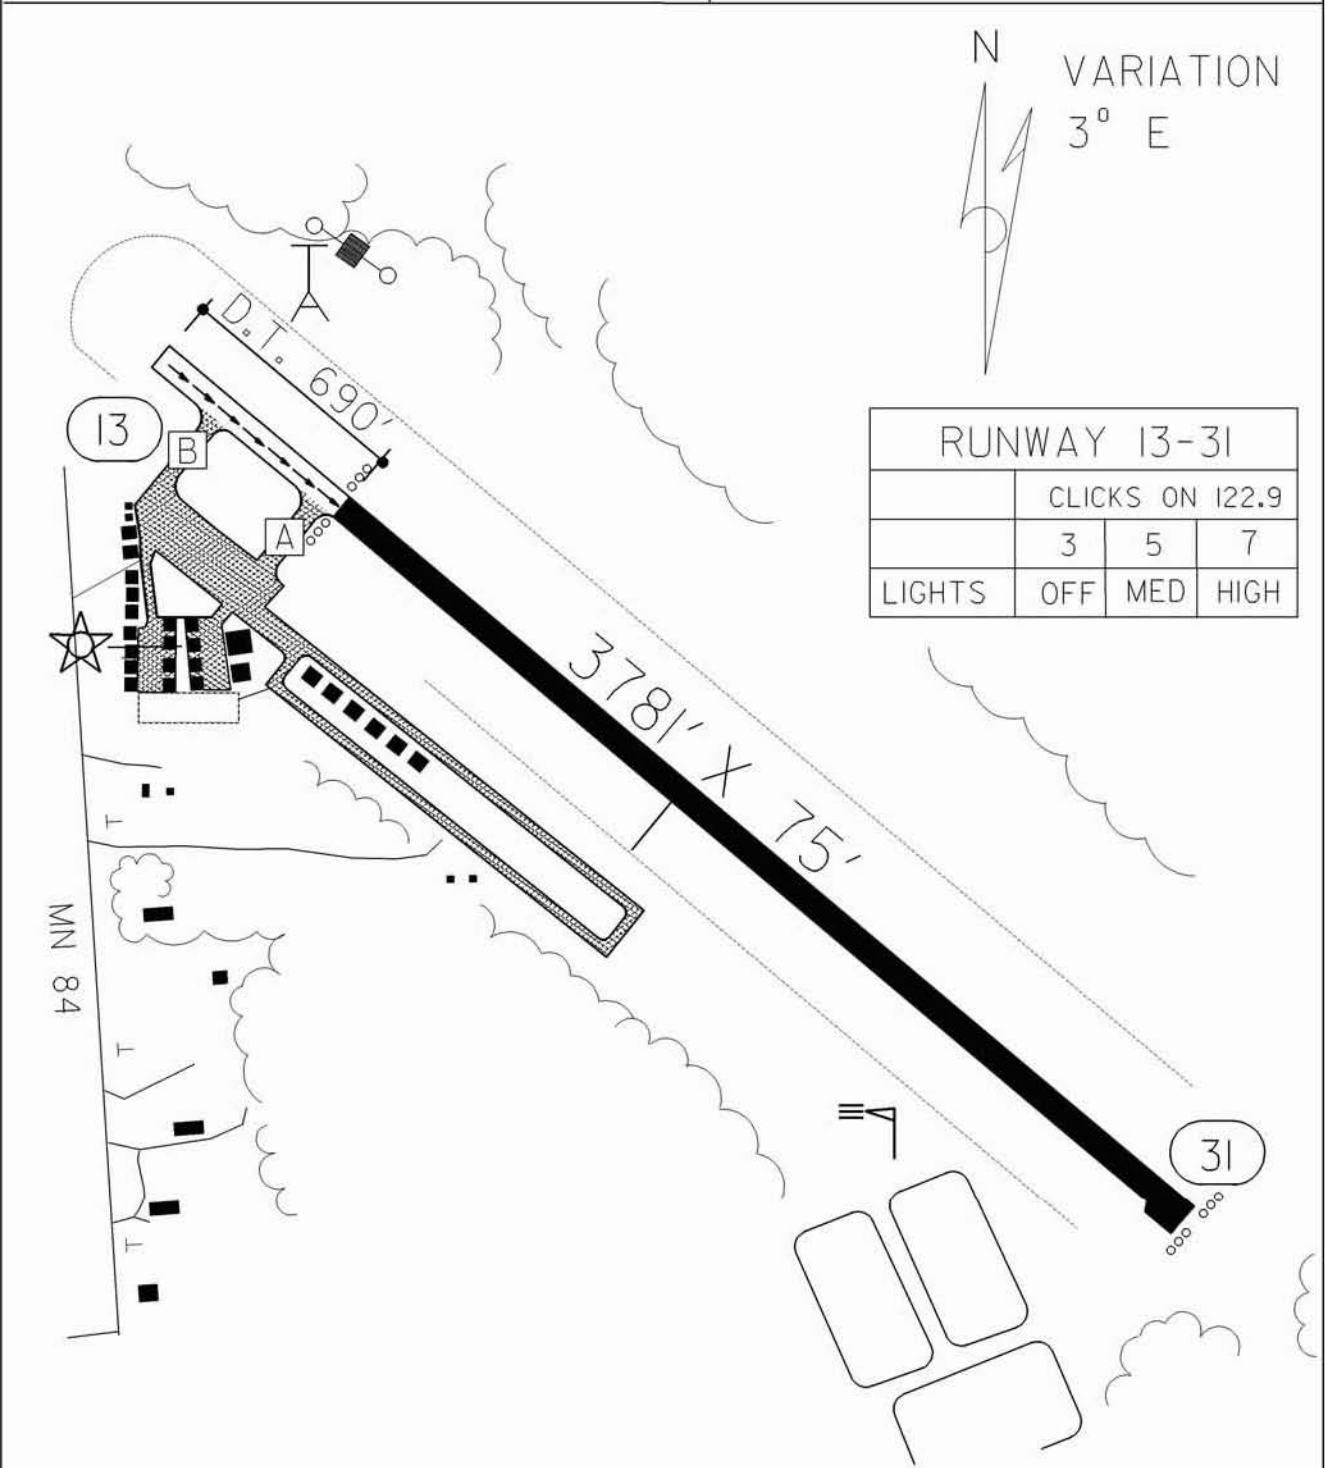 N
VARIATION
3° E
D.T. 690'
13
B
A
RUNWAY 13-31
CLICKS ON 122.9
3 5 7
LIGHTS OFF MED HIGH
3781' X 75'
T
MN 84
T
31
T